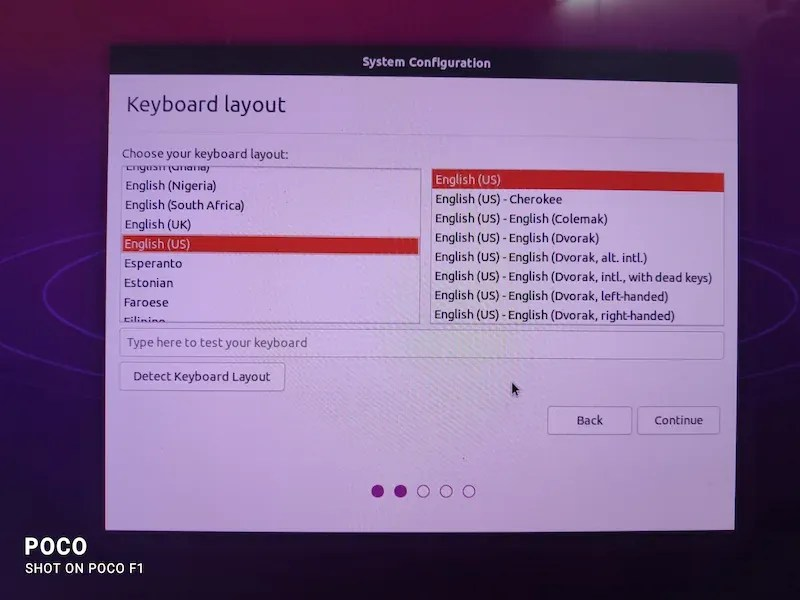 System Configuration
Keyboard layout
Choose your keyboard layout:
English (Ghana)
English (Nigeria)
English (South Africa)
English (UK)
English (US)
Esperanto
Estonian
Faroese
Filipino
English (US)
English (US) - Cherokee
English (US) - English (Colemak)
English (US) - English (Dvorak)
English (US) - English (Dvorak, alt. intl.)
English (US) - English (Dvorak, intl., with dead keys)
English (US) - English (Dvorak, left-handed)
English (US) - English (Dvorak, right-handed)
Type here to test your keyboard
Detect Keyboard Layout
Back
Continue
POCO
SHOT ON POCO F1